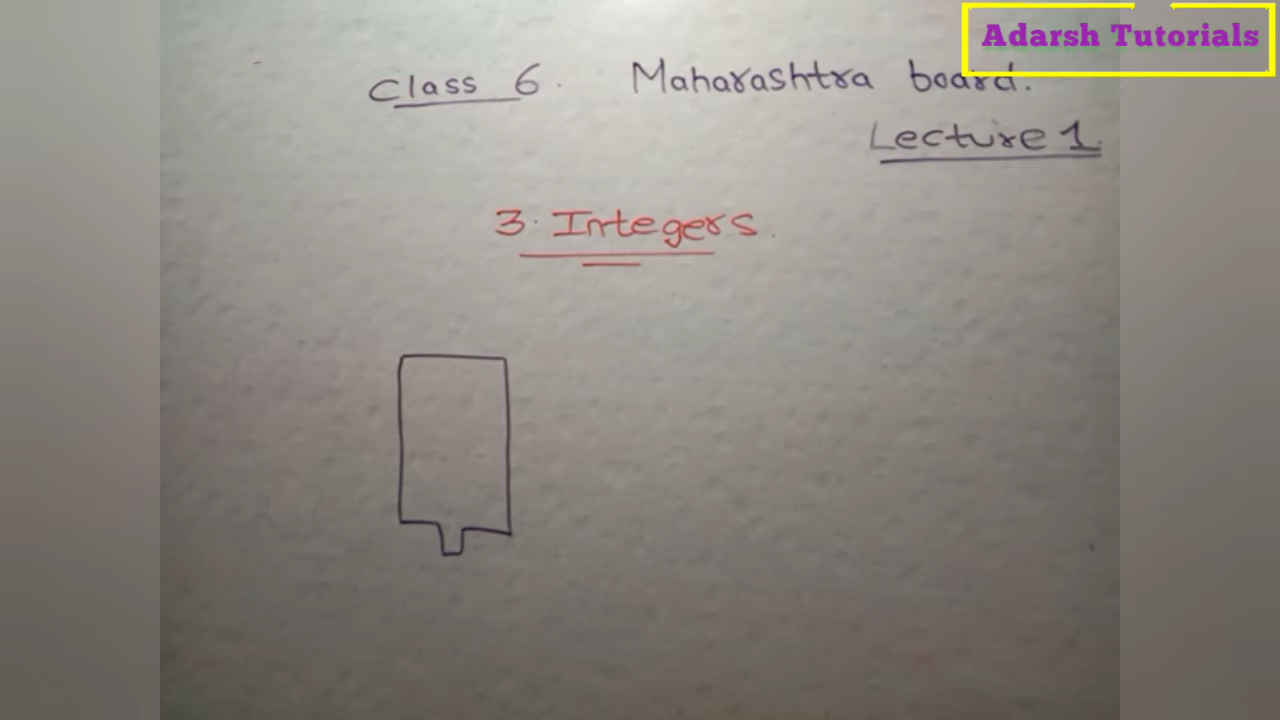 Adarsh Tutorials
Class 6. Maharashtra board.
Lecture 1
3. Integers.